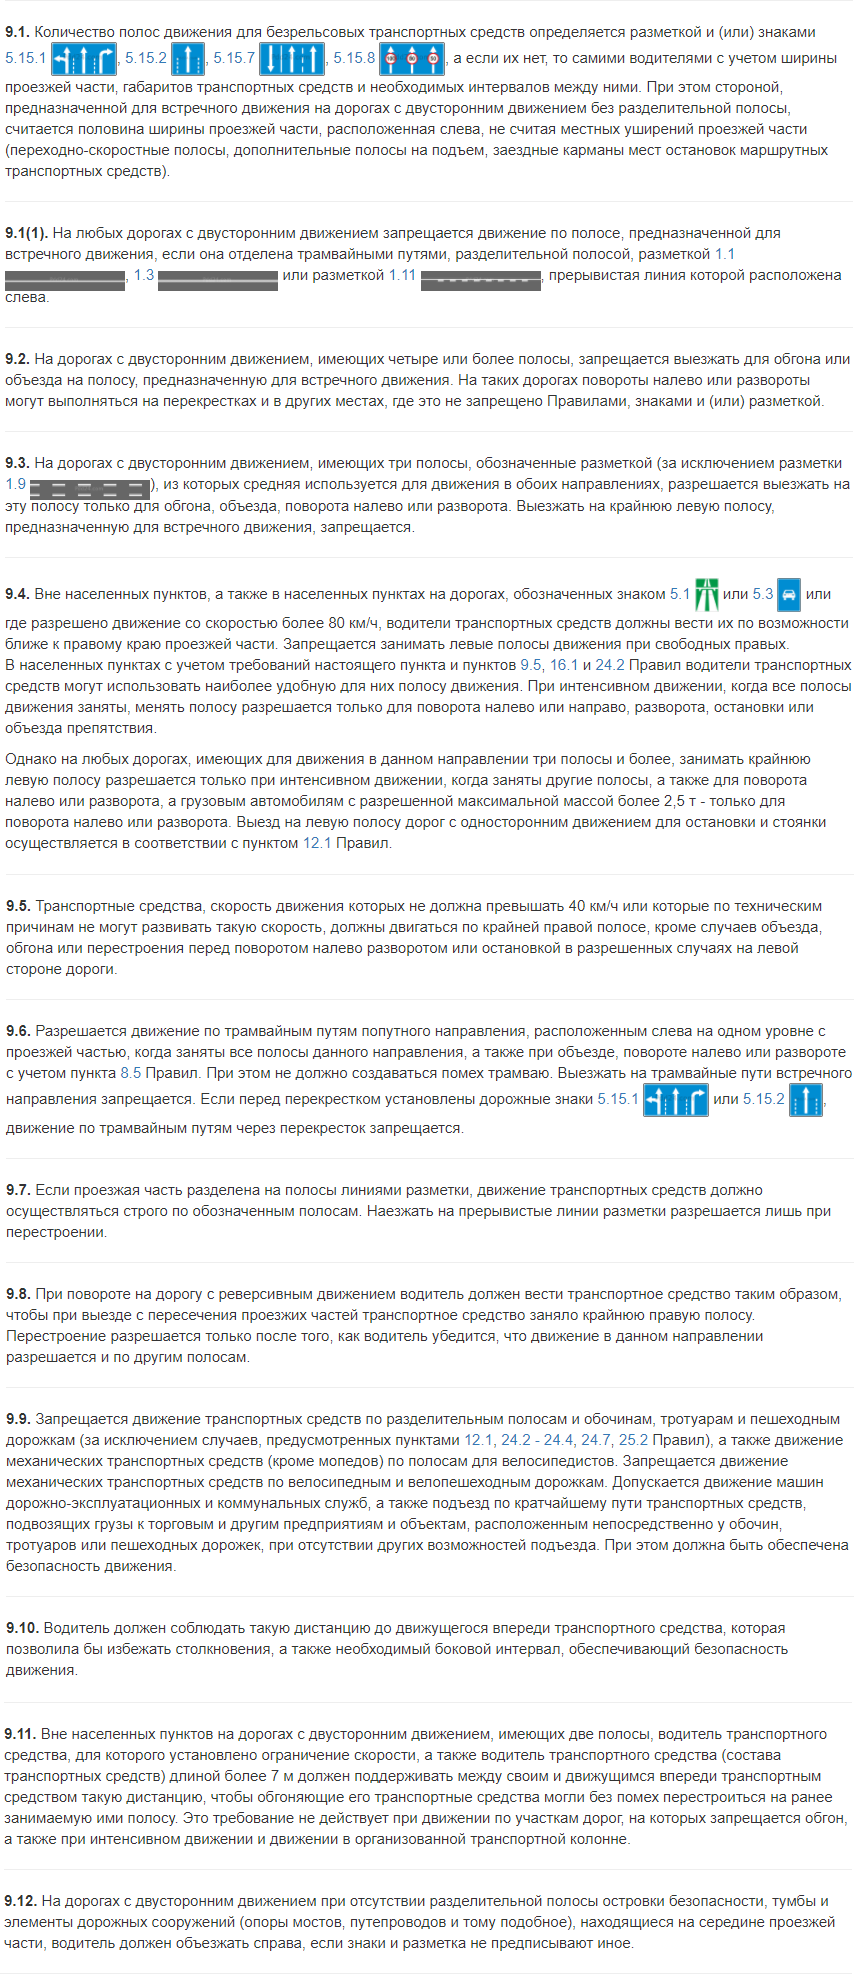 9.1. Количество полос движения для безрельсовых транспортных средств определяется разметкой и (или) знаками
5.15.1 , 5.15.2 , 5.15.7 , 5.15.8 , а если их нет, то самими водителями с учетом ширины
проезжей части, габаритов транспортных средств и необходимых интервалов между ними. При этом стороной,
предназначенной для встречного движения на дорогах с двусторонним движением без разделительной полосы,
считается половина ширины проезжей части, расположенная слева, не считая местных уширений проезжей части
(переходно-скоростные полосы, дополнительные полосы на подъем, заездные карманы мест остановок маршрутных
транспортных средств).
9.1(1). На любых дорогах с двусторонним движением запрещается движение по полосе, предназначенной для
встречного движения, если она отделена трамвайными путями, разделительной полосой, разметкой 1.1
, 1.3 или разметкой 1.11 , прерывистая линия которой расположена
слева.
9.2. На дорогах с двусторонним движением, имеющих четыре или более полосы, запрещается выезжать для обгона или
объезда на полосу, предназначенную для встречного движения. На таких дорогах повороты налево или развороты
могут выполняться на перекрестках и в других местах, где это не запрещено Правилами, знаками и (или) разметкой.
9.3. На дорогах с двусторонним движением, имеющих три полосы, обозначенные разметкой (за исключением разметки
1.9 ), из которых средняя используется для движения в обоих направлениях, разрешается выезжать на
эту полосу только для обгона, объезда, поворота налево или разворота. Выезжать на крайнюю левую полосу,
предназначенную для встречного движения, запрещается.
9.4. Вне населенных пунктов, а также в населенных пунктах на дорогах, обозначенных знаком 5.1 или 5.3 или
где разрешено движение со скоростью более 80 км/ч, водители транспортных средств должны вести их по возможности
ближе к правому краю проезжей части. Запрещается занимать левые полосы движения при свободных правых.
В населенных пунктах с учетом требований настоящего пункта и пунктов 9.5, 16.1 и 24.2 Правил водители транспортных
средств могут использовать наиболее удобную для них полосу движения. При интенсивном движении, когда все полосы
движения заняты, менять полосу разрешается только для поворота налево или направо, разворота, остановки или
объезда препятствия.
Однако на любых дорогах, имеющих для движения в данном направлении три полосы и более, занимать крайнюю
левую полосу разрешается только при интенсивном движении, когда заняты другие полосы, а также для поворота
налево или разворота, а грузовым автомобилям с разрешенной максимальной массой более 2,5 т - только для
поворота налево или разворота. Выезд на левую полосу дорог с односторонним движением для остановки и стоянки
осуществляется в соответствии с пунктом 12.1 Правил.
9.5. Транспортные средства, скорость движения которых не должна превышать 40 км/ч или которые по техническим
причинам не могут развивать такую скорость, должны двигаться по крайней правой полосе, кроме случаев объезда,
обгона или перестроения перед поворотом налево разворотом или остановкой в разрешенных случаях на левой
стороне дороги.
9.6. Разрешается движение по трамвайным путям попутного направления, расположенным слева на одном уровне с
проезжей частью, когда заняты все полосы данного направления, а также при объезде, повороте налево или развороте
с учетом пункта 8.5 Правил. При этом не должно создаваться помех трамваю. Выезжать на трамвайные пути встречного
направления запрещается. Если перед перекрестком установлены дорожные знаки 5.15.1 или 5.15.2 ,
движение по трамвайным путям через перекресток запрещается.
9.7. Если проезжая часть разделена на полосы линиями разметки, движение транспортных средств должно
осуществляться строго по обозначенным полосам. Наезжать на прерывистые линии разметки разрешается лишь при
перестроении.
9.8. При повороте на дорогу с реверсивным движением водитель должен вести транспортное средство таким образом,
чтобы при выезде с пересечения проезжих частей транспортное средство заняло крайнюю правую полосу.
Перестроение разрешается только после того, как водитель убедится, что движение в данном направлении
разрешается и по другим полосам.
9.9. Запрещается движение транспортных средств по разделительным полосам и обочинам, тротуарам и пешеходным
дорожкам (за исключением случаев, предусмотренных пунктами 12.1, 24.2 - 24.4, 24.7, 25.2 Правил), а также движение
механических транспортных средств (кроме мопедов) по полосам для велосипедистов. Запрещается движение
механических транспортных средств по велосипедным и велопешеходным дорожкам. Допускается движение машин
дорожно-эксплуатационных и коммунальных служб, а также подъезд по кратчайшему пути транспортных средств,
подвозящих грузы к торговым и другим предприятиям и объектам, расположенным непосредственно у обочин,
тротуаров или пешеходных дорожек, при отсутствии других возможностей подъезда. При этом должна быть обеспечена
безопасность движения.
9.10. Водитель должен соблюдать такую дистанцию до движущегося впереди транспортного средства, которая
позволила бы избежать столкновения, а также необходимый боковой интервал, обеспечивающий безопасность
движения.
9.11. Вне населенных пунктов на дорогах с двусторонним движением, имеющих две полосы, водитель транспортного
средства, для которого установлено ограничение скорости, а также водитель транспортного средства (состава
транспортных средств) длиной более 7 м должен поддерживать между своим и движущимся впереди транспортным
средством такую дистанцию, чтобы обгоняющие его транспортные средства могли без помех перестроиться на ранее
занимаемую ими полосу. Это требование не действует при движении по участкам дорог, на которых запрещается обгон,
а также при интенсивном движении и движении в организованной транспортной колонне.
9.12. На дорогах с двусторонним движением при отсутствии разделительной полосы островки безопасности, тумбы и
элементы дорожных сооружений (опоры мостов, путепроводов и тому подобное), находящиеся на середине проезжей
части, водитель должен объезжать справа, если знаки и разметка не предписывают иное.